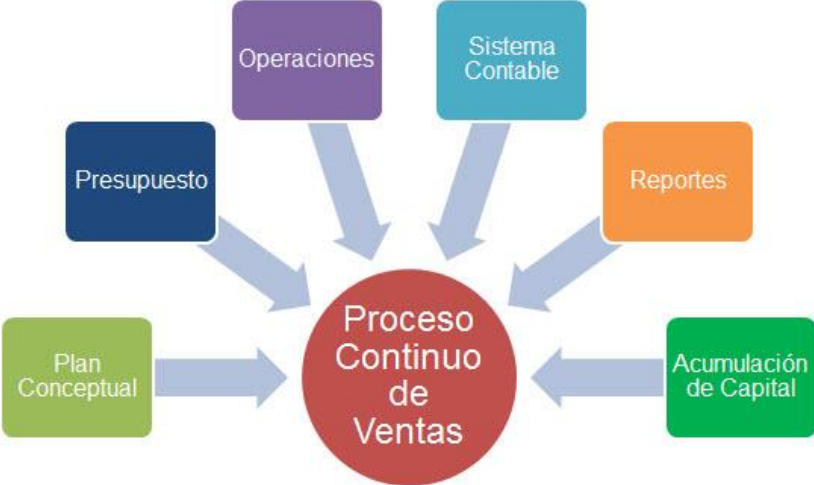 Operaciones
Sistema
Contable
Presupuesto
Reportes
Plan
Conceptual
Proceso
Continuo
de
Ventas
Acumulación
de Capital